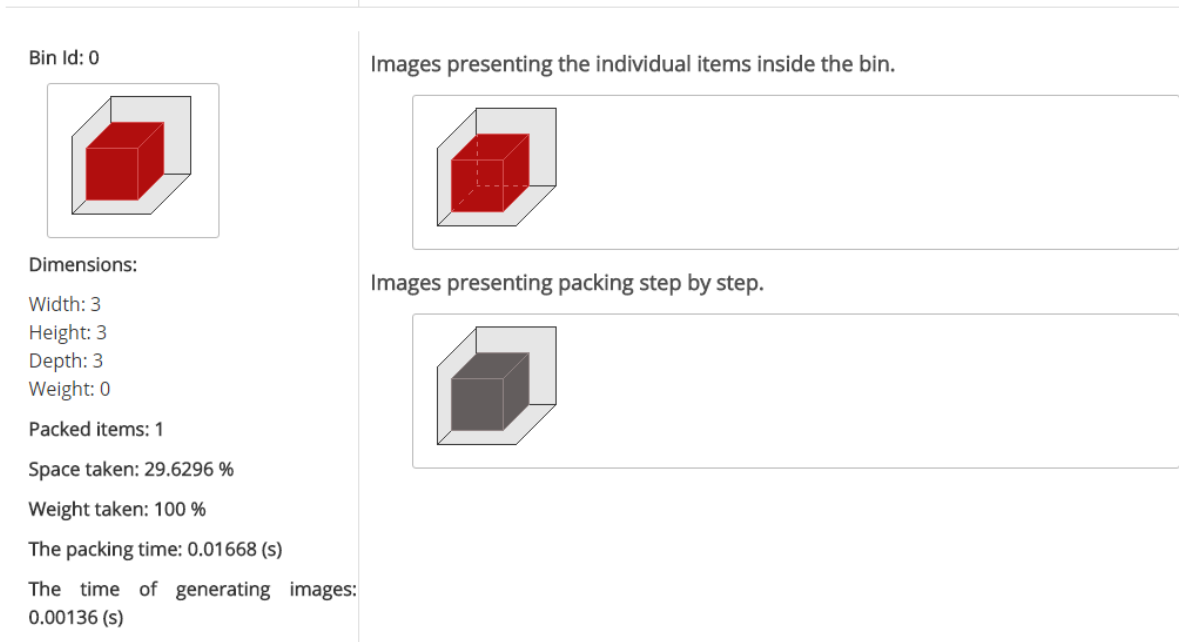 Bin Id: 0
Dimensions:
Width: 3
Height: 3
Depth: 3
Weight: 0
Packed items: 1
Space taken: 29.6296 %
Weight taken: 100 %
The packing time: 0.01668 (s)
The time of generating images:
0.00136 (s)
Images presenting the individual items inside the bin.
Images presenting packing step by step.